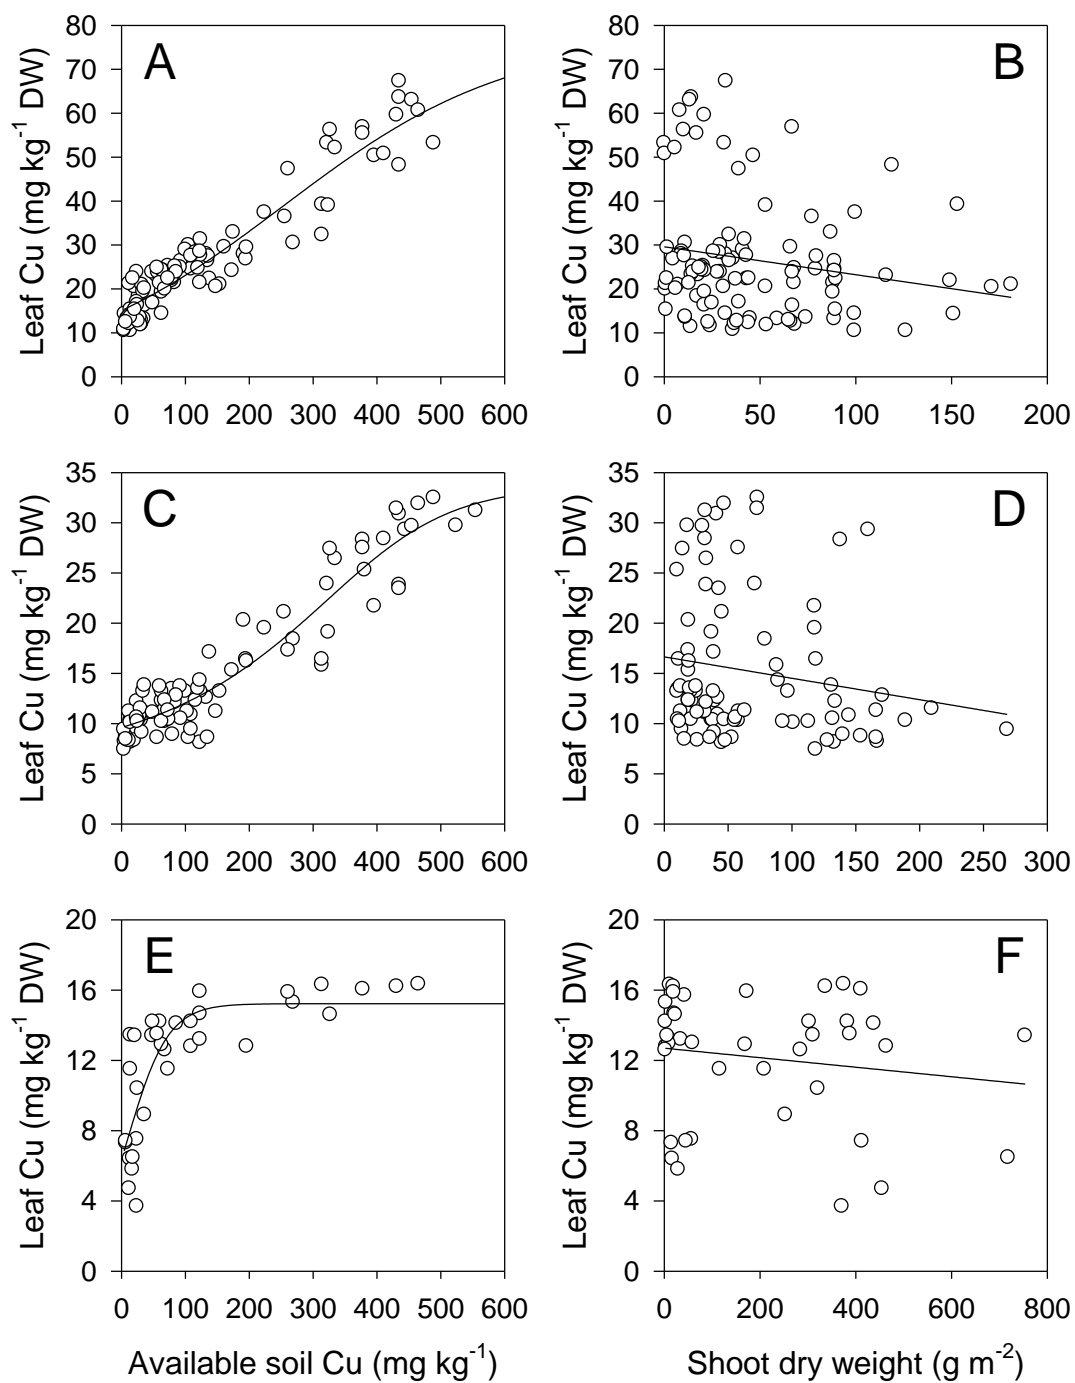 80
70
60
50
40
30
20
10
0
Leaf Cu (mg kg⁻¹ DW)
A
0 100 200 300 400 500 600
80
70
60
50
40
30
20
10
0
Leaf Cu (mg kg⁻¹ DW)
B
0 50 100 150 200
35
30
25
20
15
10
5
0
Leaf Cu (mg kg⁻¹ DW)
C
0 100 200 300 400 500 600
35
30
25
20
15
10
5
0
Leaf Cu (mg kg⁻¹ DW)
D
0 50 100 150 200 250 300
20
16
12
8
4
0
Leaf Cu (mg kg⁻¹ DW)
E
0 100 200 300 400 500 600
Available soil Cu (mg kg⁻¹)
20
16
12
8
4
0
Leaf Cu (mg kg⁻¹ DW)
F
0 200 400 600 800
Shoot dry weight (g m⁻²)